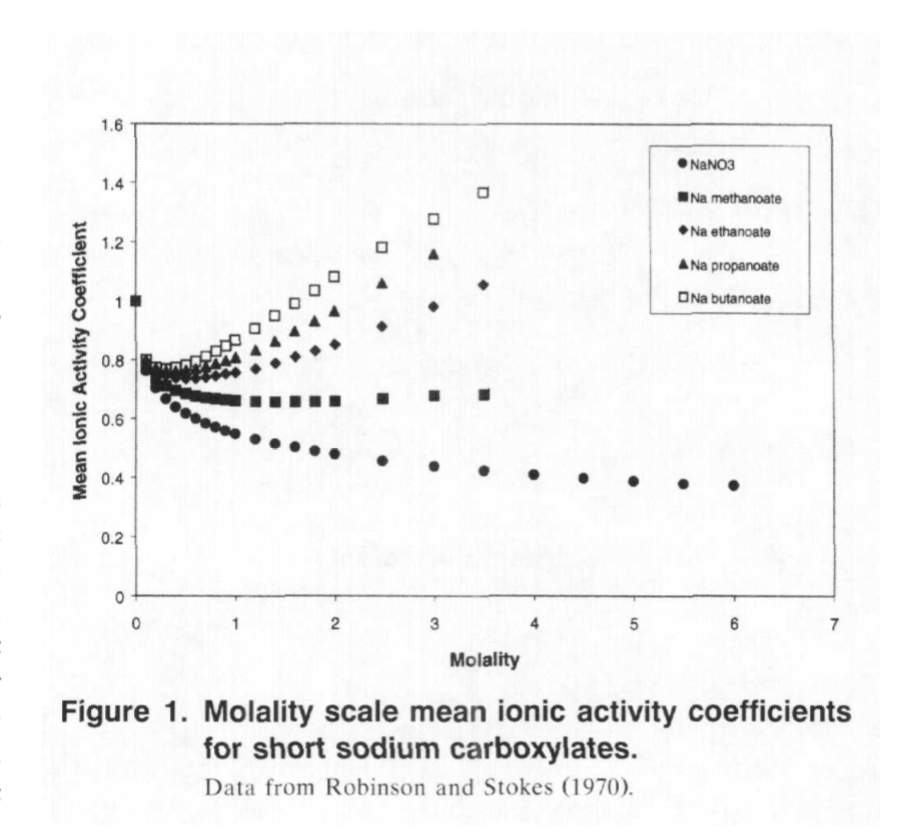 1.6
1.4
1.2
1
0.8
0.6
0.4
0.2
0
0 1 2 3 4 5 6 7
Mean Ionic Activity Coefficient
Molality
NaNO3
Na methanoate
Na ethanoate
Na propanoate
Na butanoate
Figure 1. Molality scale mean ionic activity coefficients
for short sodium carboxylates.
Data from Robinson and Stokes (1970).